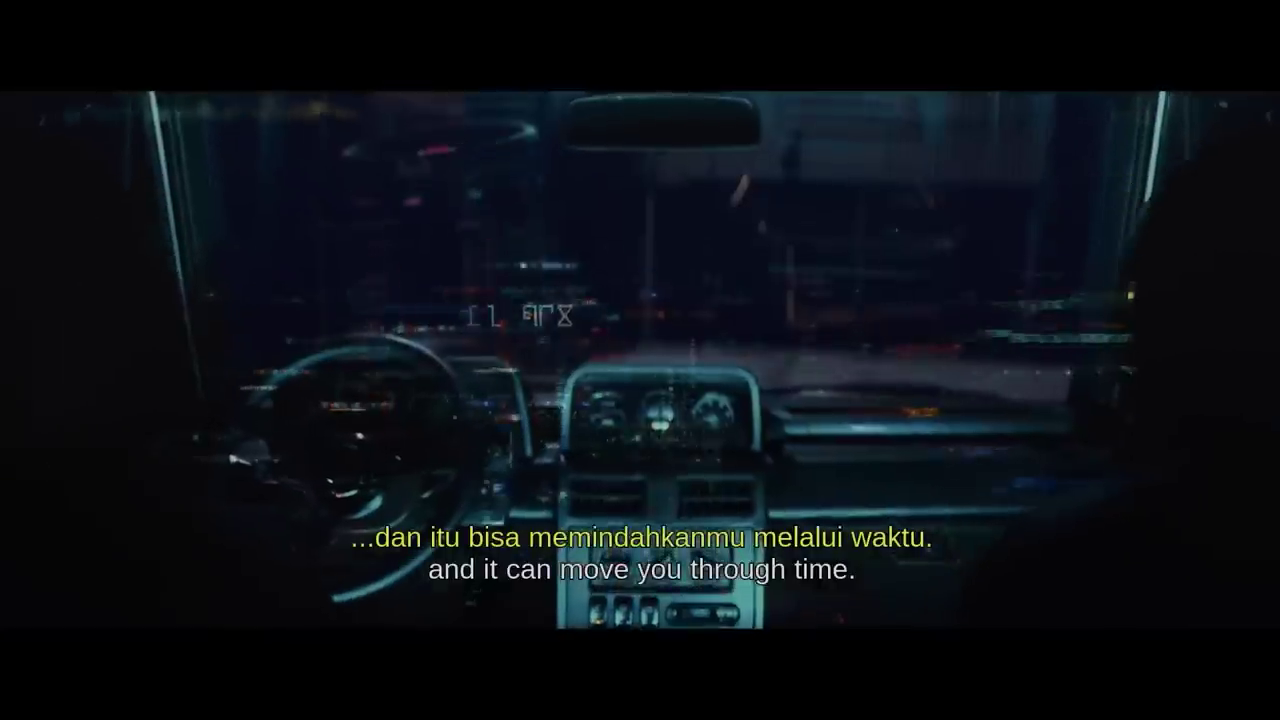 ...dan itu bisa memindahkanmu melalui waktu.
and it can move you through time.